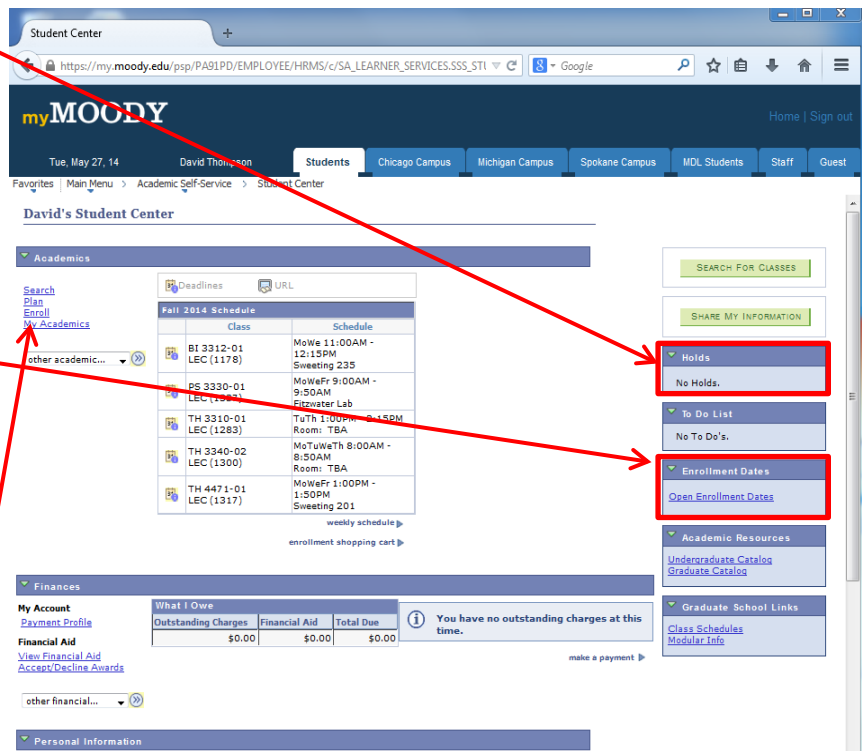 Student Center
https://my.moody.edu/psp/PA91PD/EMPLOYEE/HRMS/c/SA_LEARNER_SERVICES.SSS_STU
Google
myMOODY
Home | Sign out
Tue, May 27, 14 David Thompson Students Chicago Campus Michigan Campus Spokane Campus MDL Students Staff Guest
Favorites Main Menu > Academic Self-Service > Student Center
David's Student Center
Academics
Search
Plan
Enroll
My Academics
other academic...
Deadlines URL
Fall 2014 Schedule
Class Schedule
BI 3312-01
LEC (1178)
MoWe 11:00AM -
12:15PM
Sweeting 235
PS 3330-01
LEC
MoWeFr 9:00AM -
9:50AM
Fitzwater Lab
TH 3310-01
LEC (1283)
TuTh 1:00PM - 2:15PM
Room: TBA
TH 3340-02
LEC (1300)
MoTuWeTh 8:00AM -
8:50AM
Room: TBA
TH 4471-01
LEC (1317)
MoWeFr 1:00PM -
1:50PM
Sweeting 201
weekly schedule
enrollment shopping cart
SEARCH FOR CLASSES
SHARE MY INFORMATION
Holds
No Holds.
To Do List
No To Do's.
Enrollment Dates
Open Enrollment Dates
Academic Resources
Undergraduate Catalog
Graduate Catalog
Graduate School Links
Class Schedules
Modular Info
Finances
My Account
Payment Profile
Financial Aid
View Financial Aid
Accept/Decline Awards
other financial...
What I Owe
Outstanding Charges Financial Aid Total Due
$0.00 $0.00 $0.00
You have no outstanding charges at this
time.
make a payment
Personal Information